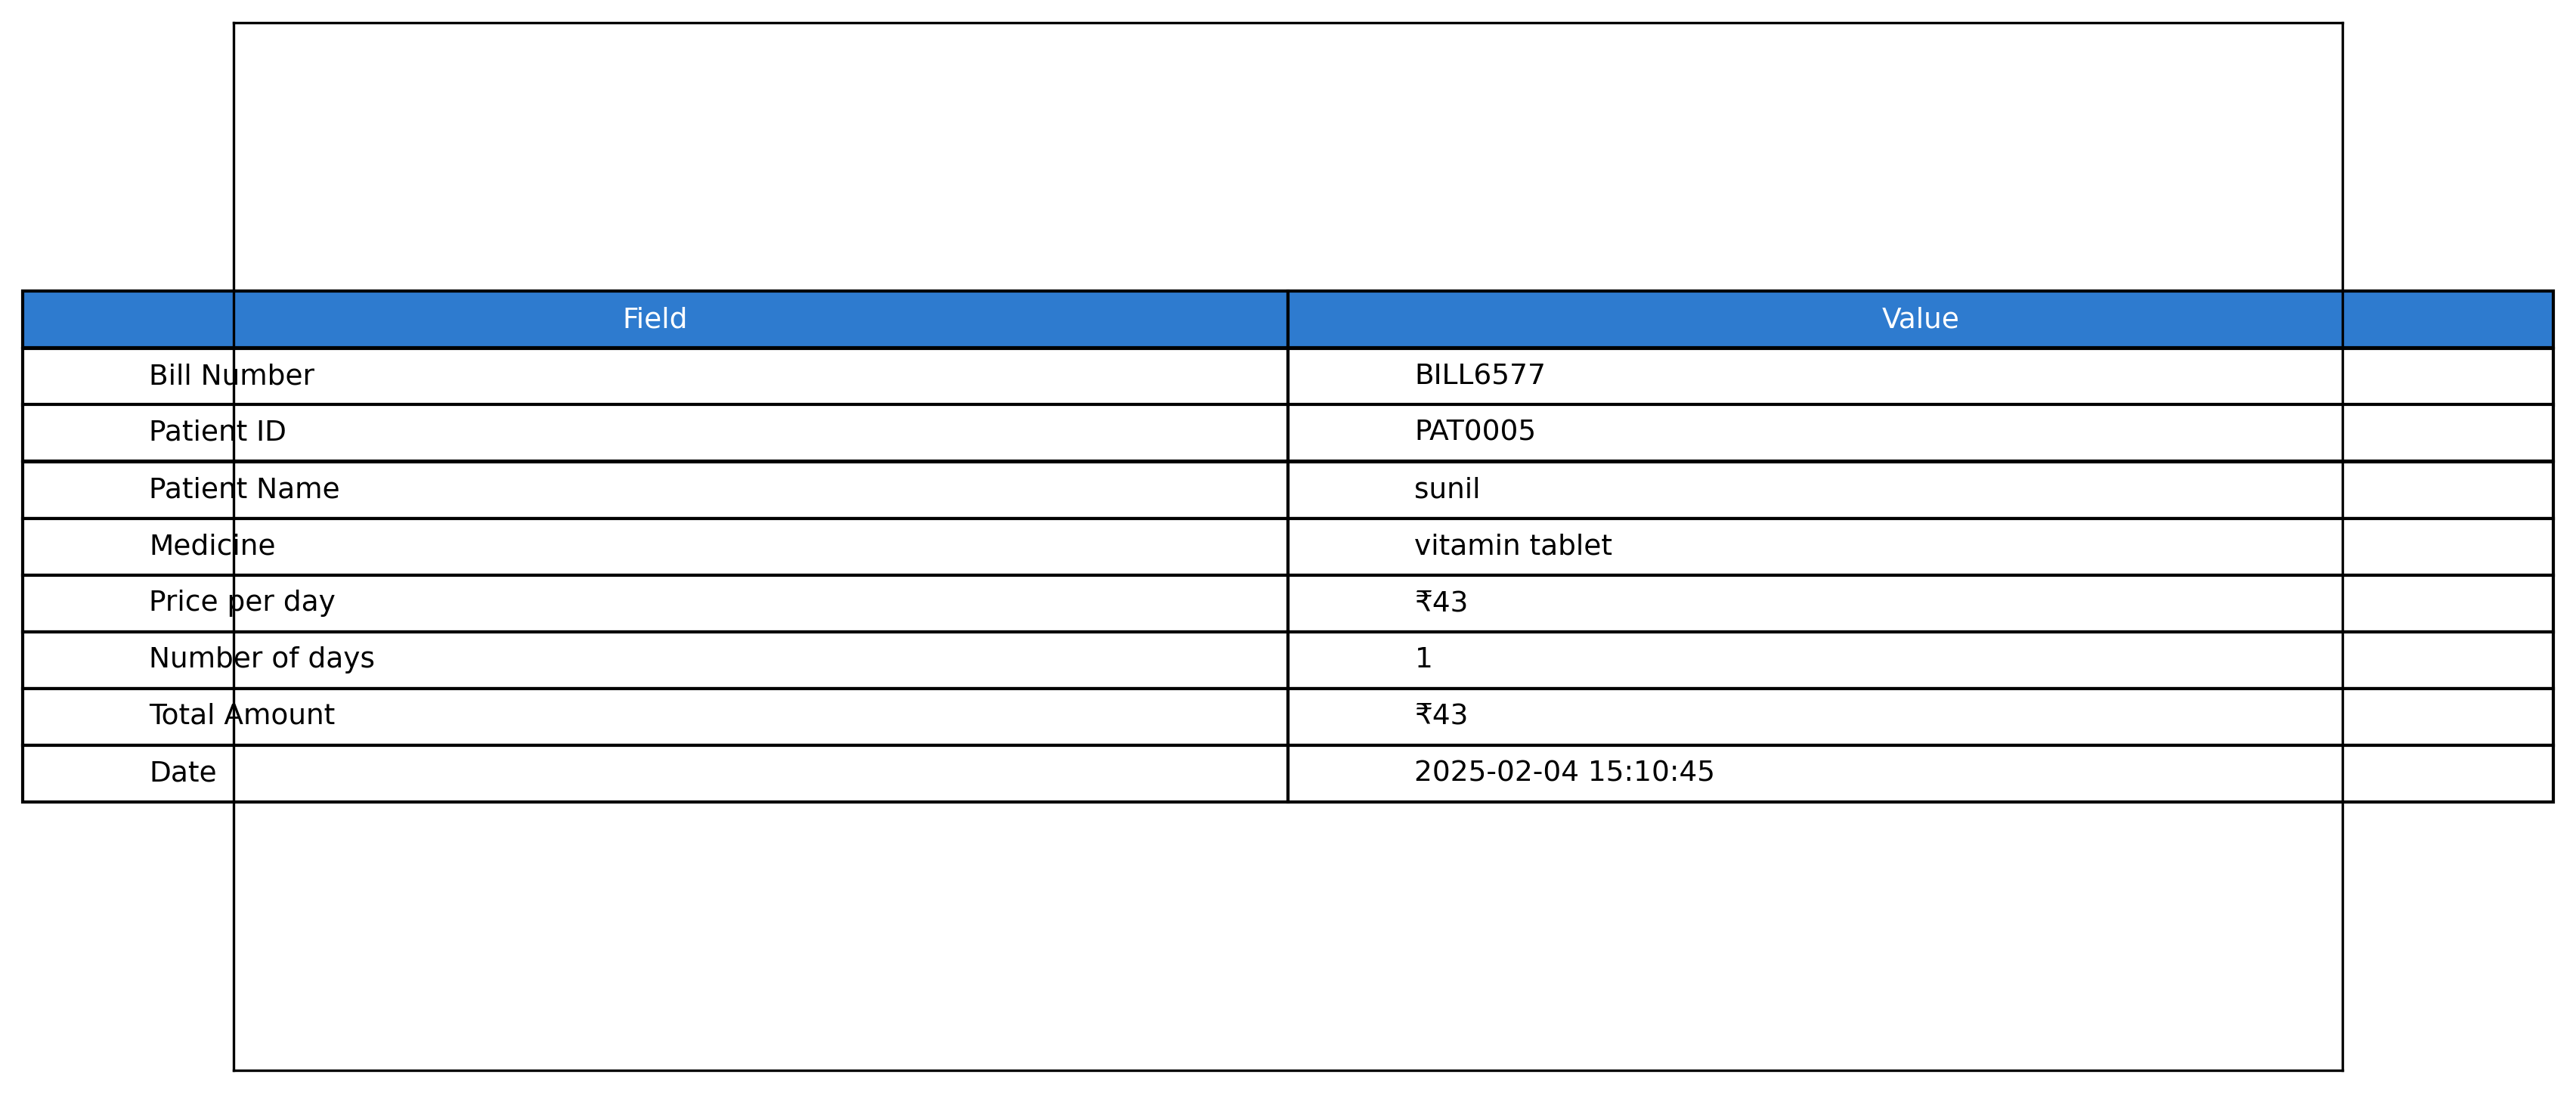 Field Value
Bill Number BILL6577
Patient ID PAT0005
Patient Name sunil
Medicine vitamin tablet
Price per day ₹43
Number of days 1
Total Amount ₹43
Date 2025-02-04 15:10:45